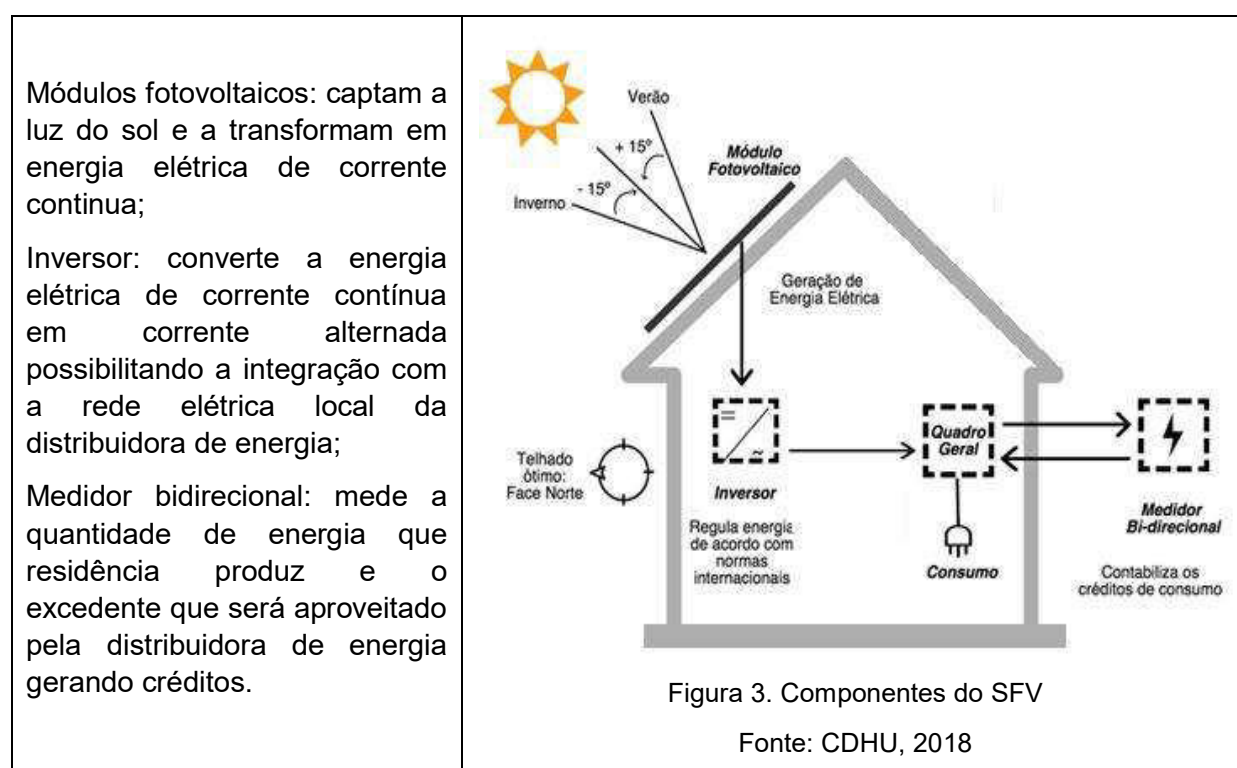 Módulos fotovoltaicos: captam a
luz do sol e a transformam em
energia elétrica de corrente
continua;
Inversor: converte a energia
elétrica de corrente contínua
em corrente alternada
possibilitando a integração com
a rede elétrica local da
distribuidora de energia;
Medidor bidirecional: mede a
quantidade de energia que
residência produz e o
excedente que será aproveitado
pela distribuidora de energia
gerando créditos.
Verão
+ 15º
- 15º
Inverno
Módulo
Fotovoltaico
Geração de
Energia Elétrica
Telhado
òtimo:
Face Norte
=
~
Inversor
Regula energia
de acordo com
normas
internacionais
Quadro
Geral
Consumo
Medidor
Bi-direcional
Contabiliza os
créditos de consumo
Figura 3. Componentes do SFV
Fonte: CDHU, 2018